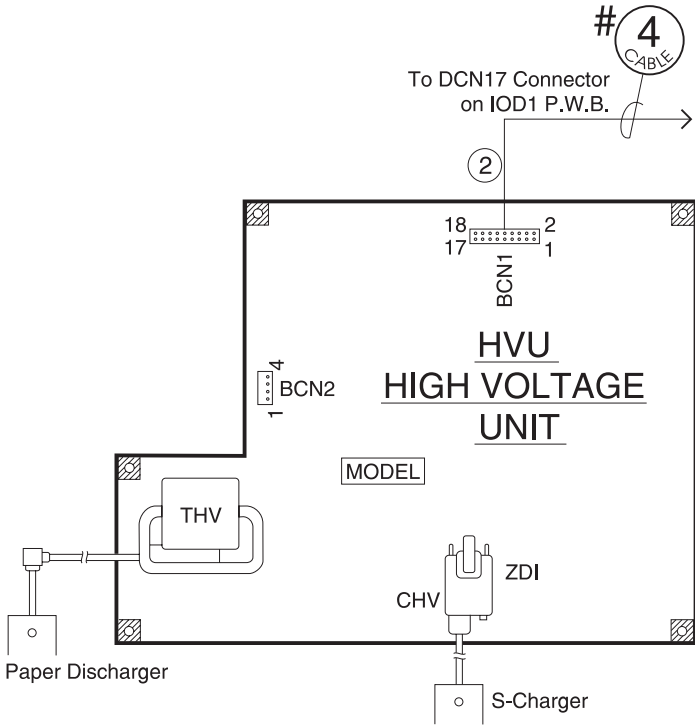 # 4
CABLE
To DCN17 Connector
on IOD1 P.W.B.
2
18 2
17 1
BCN1
HVU
HIGH VOLTAGE
UNIT
4
BCN2
1
MODEL
THV
ZDI
CHV
Paper Discharger
S-Charger